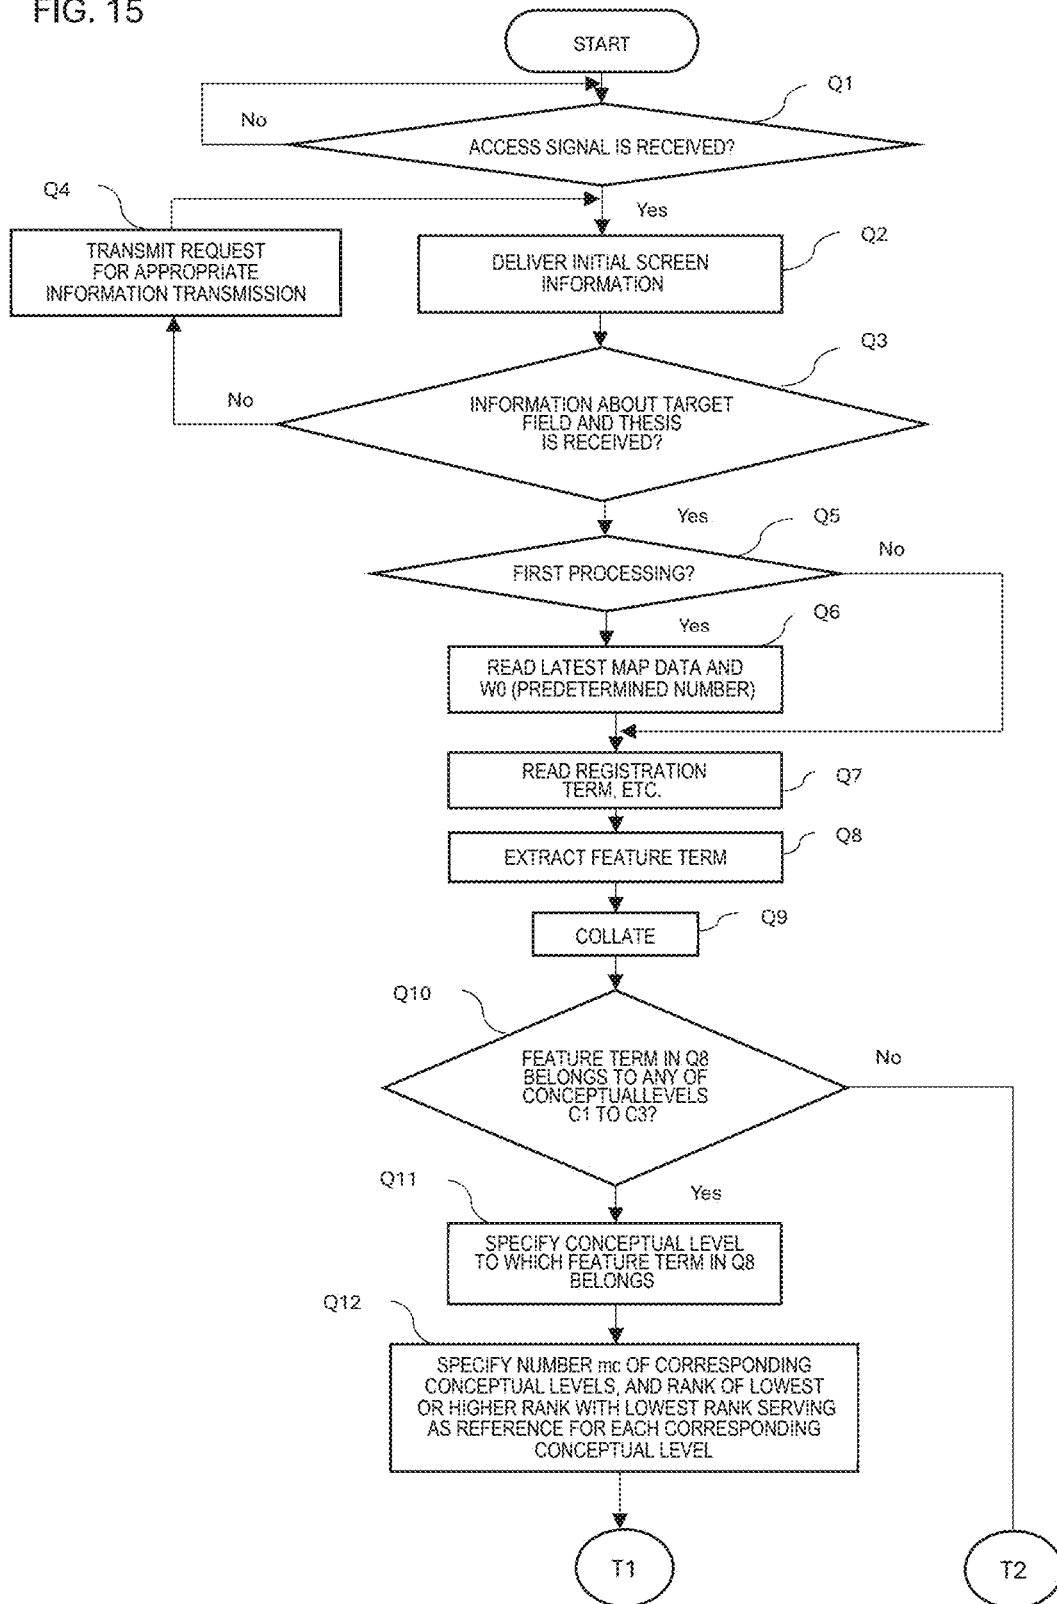 FIG. 15
START
Q1
No
ACCESS SIGNAL IS RECEIVED?
Q4
Yes
TRANSMIT REQUEST
FOR APPROPRIATE
INFORMATION TRANSMISSION
Q2
DELIVER INITIAL SCREEN
INFORMATION
Q3
No
INFORMATION ABOUT TARGET
FIELD AND THESIS
IS RECEIVED?
Yes
Q5
No
FIRST PROCESSING?
Q6
Yes
READ LATEST MAP DATA AND
W0 (PREDETERMINED NUMBER)
READ REGISTRATION
TERM, ETC.
Q7
Q8
EXTRACT FEATURE TERM
Q9
COLLATE
Q10
No
FEATURE TERM IN Q8
BELONGS TO ANY OF
CONCEPTUALLEVELS
C1 TO C3?
Q11
Yes
SPECIFY CONCEPTUAL LEVEL
TO WHICH FEATURE TERM IN Q8
BELONGS
Q12
SPECIFY NUMBER mc OF CORRESPONDING
CONCEPTUAL LEVELS, AND RANK OF LOWEST
OR HIGHER RANK WITH LOWEST RANK SERVING
AS REFERENCE FOR EACH CORRESPONDING
CONCEPTUAL LEVEL
T1
T2